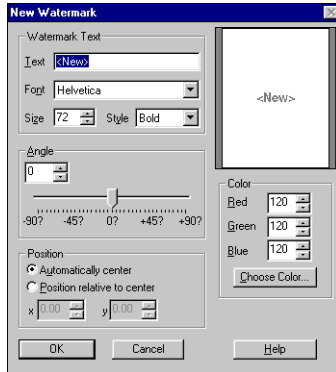 New Watermark
Watermark Text
Text <New>
Font Helvetica
Size 72 Style Bold
<New>
Angle
0
-90? -45? 0? +45? +90?
Color
Red 120
Green 120
Blue 120
Choose Color...
Position
Automatically center
Position relative to center
x 0.00 y 0.00
OK Cancel Help